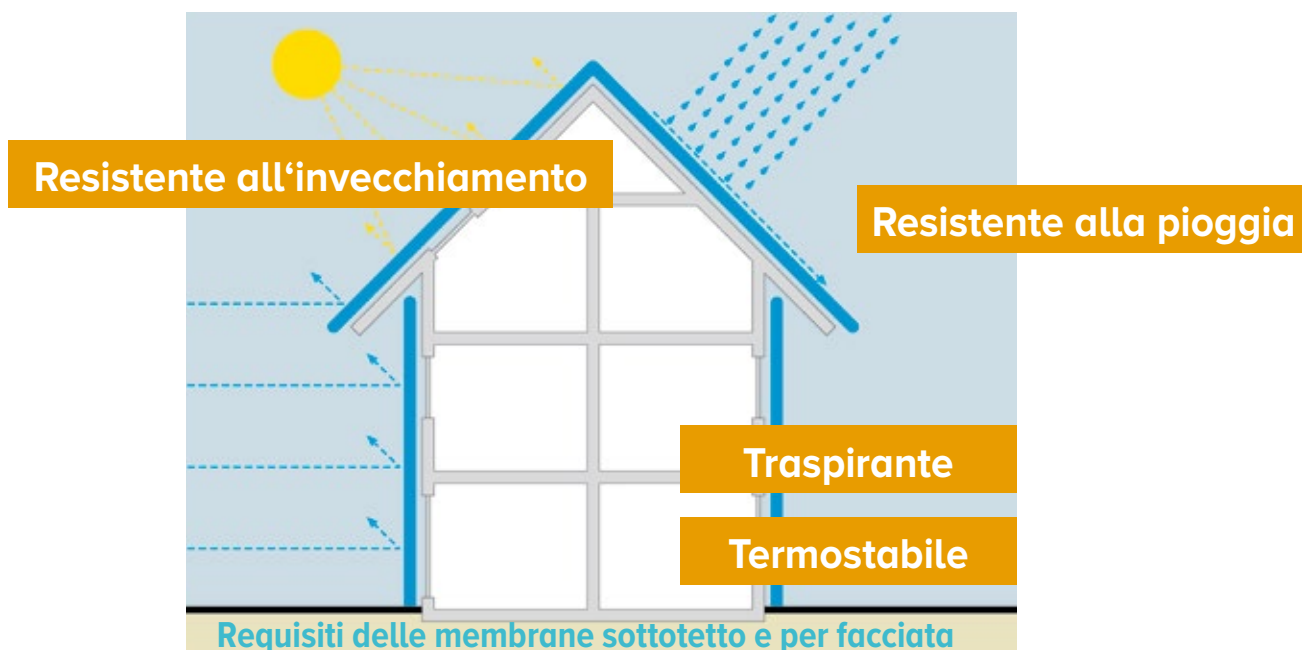 Resistente all‘invecchiamento
Resistente alla pioggia
Traspirante
Termostabile
Requisiti delle membrane sottotetto e per facciata